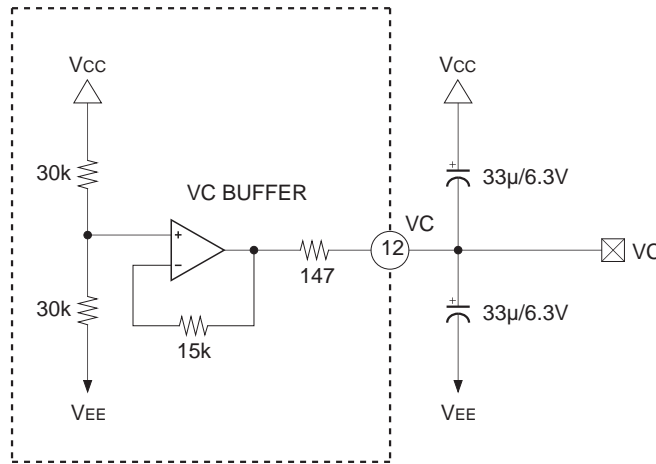 VCC
VCC
30k
33µ/6.3V
VC BUFFER
VC
+
12
VC
−
147
30k
33µ/6.3V
15k
VEE
VEE
+
+